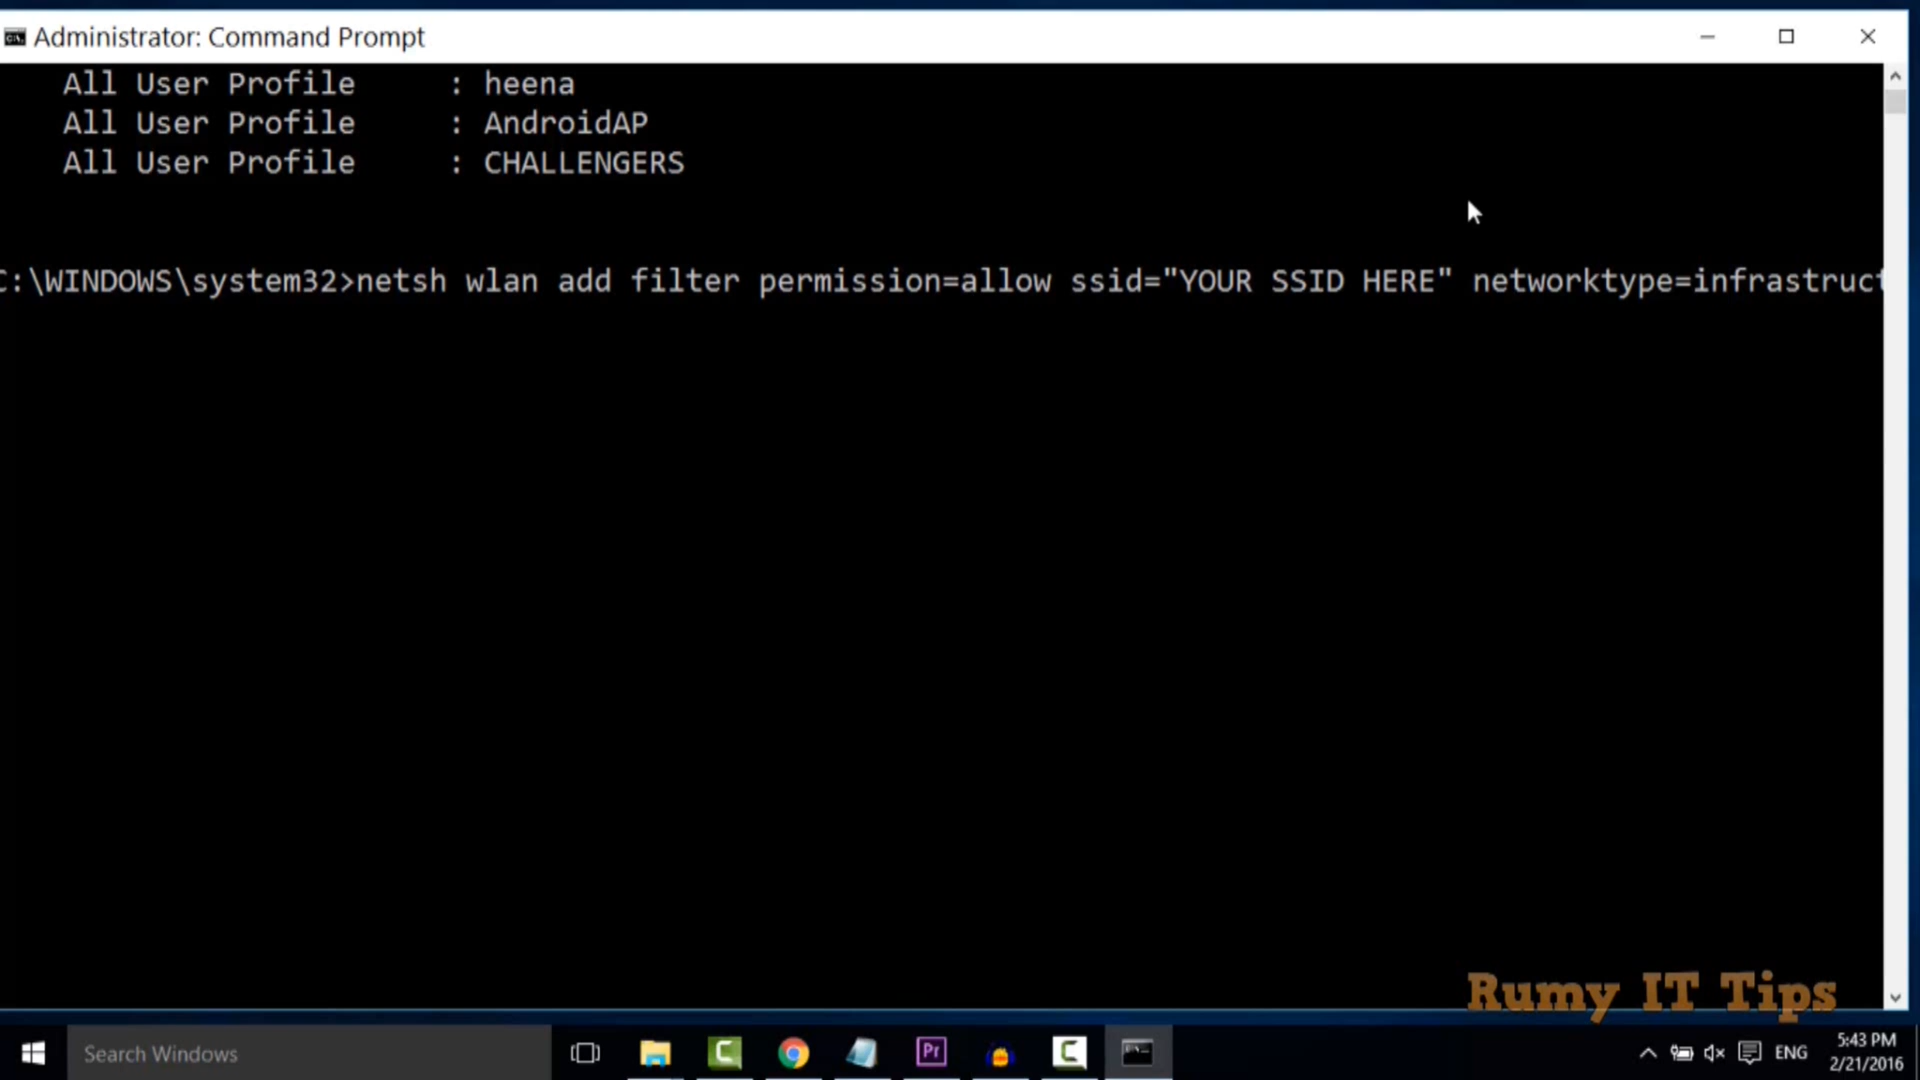 Administrator: Command Prompt
All User Profile : heena
All User Profile : AndroidAP
All User Profile : CHALLENGERS
C:\WINDOWS\system32>netsh wlan add filter permission=allow ssid="YOUR SSID HERE" networktype=infrastruct
Rumy IT Tips
Search Windows
Pr
ENG
5:43 PM
2/21/2016